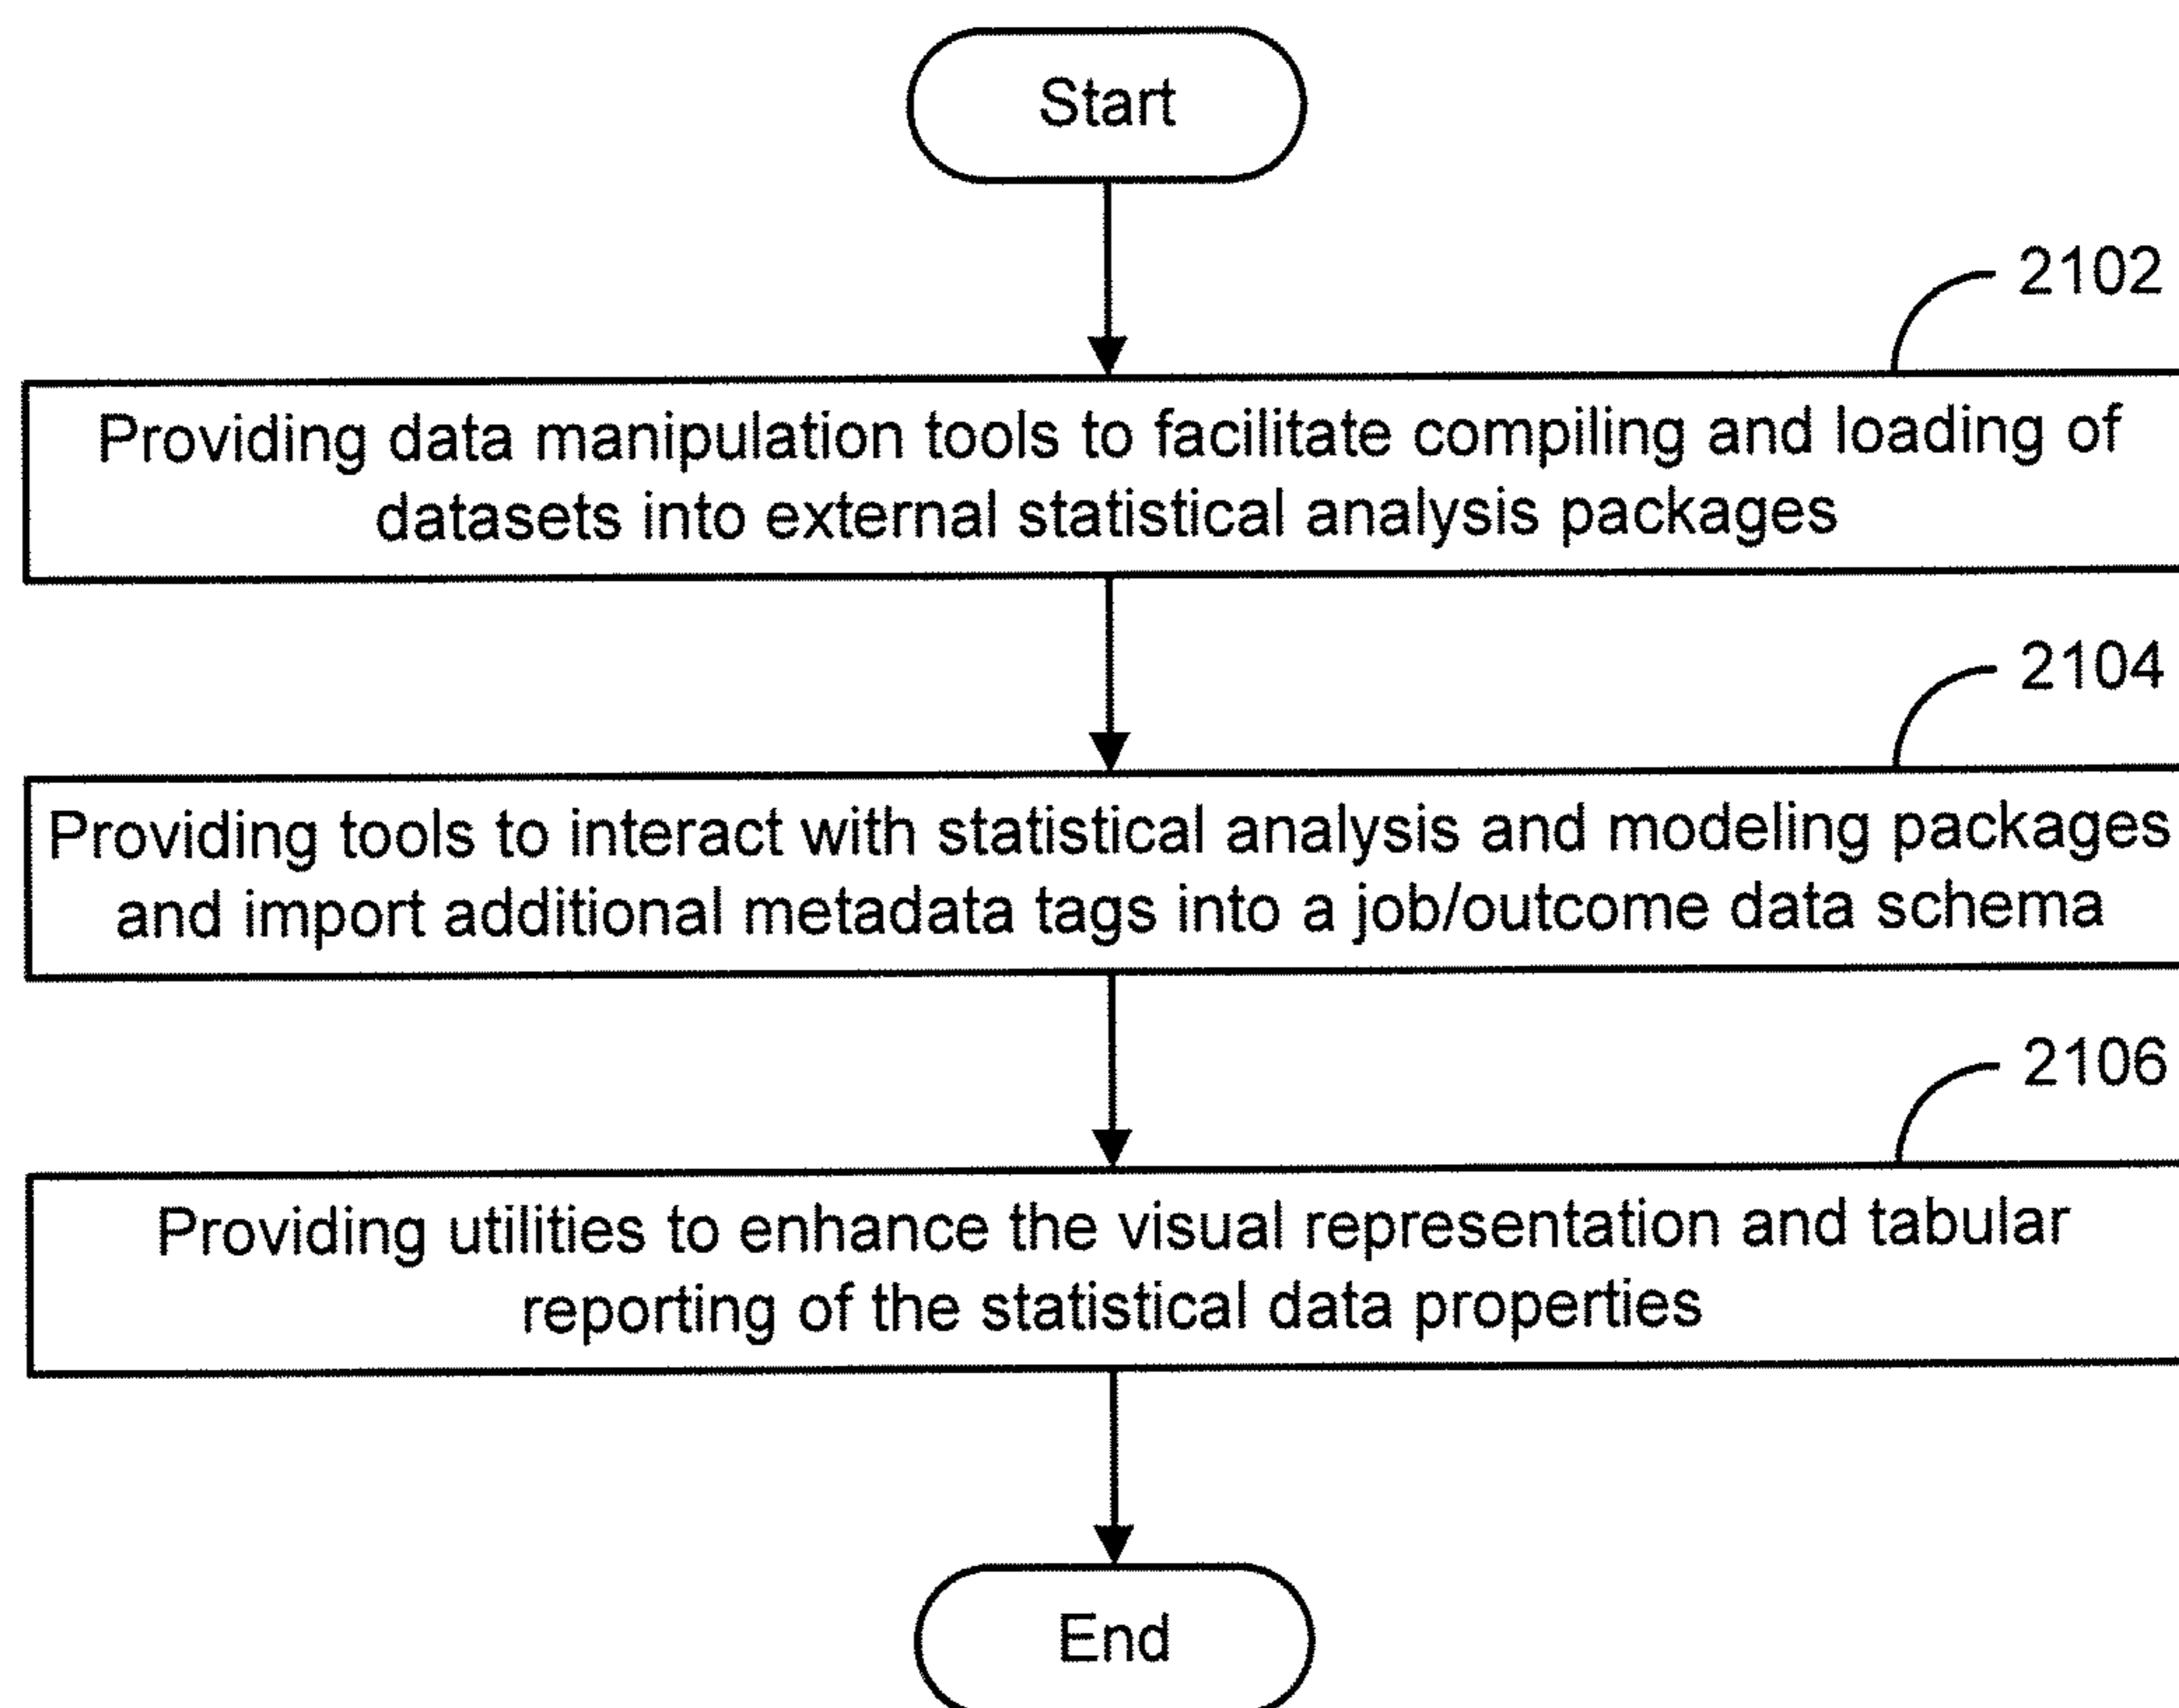 Start
2102
Providing data manipulation tools to facilitate compiling and loading of
datasets into external statistical analysis packages
2104
Providing tools to interact with statistical analysis and modeling packages
and import additional metadata tags into a job/outcome data schema
2106
Providing utilities to enhance the visual representation and tabular
reporting of the statistical data properties
End